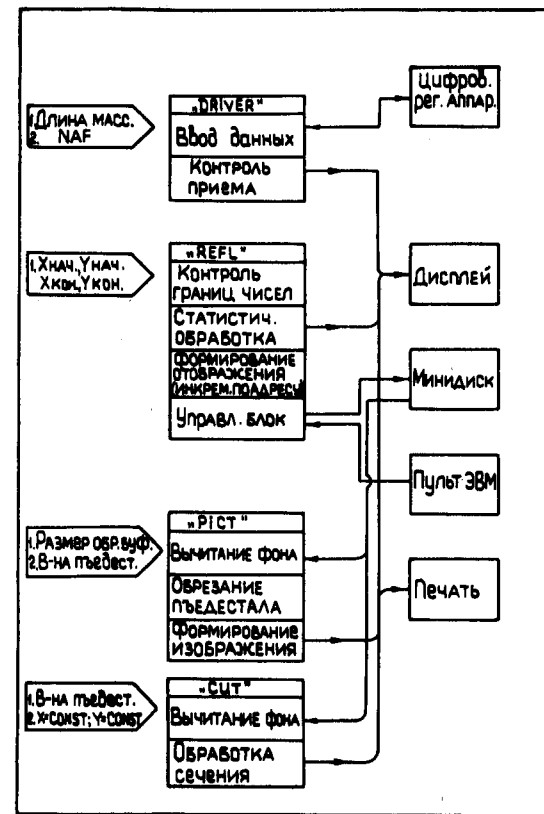 1.Длина масс.
2. NAF
„DRIVER"
Ввод данных
Контроль
приема
Цифров.
рег. Аппар.
1.Xнач.,Yнач.
Xкон.,Yкон.
„REFL"
Контроль
границ чисел
Статистич.
обработка
Формирование
отображения
(инкрем.по адресу)
Управл. блок
Дисплей
Минидиск
Пульт ЭВМ
1.Размер обр.буф.
2.В-на пъедест.
„PiCT"
Вычитание фона
Обрезание
пъедестала
Формирование
изображения
Печать
1.В-на пъедест.
2.X=CONST; Y=CONST
„CUT"
Вычитание фона
Обработка
сечения